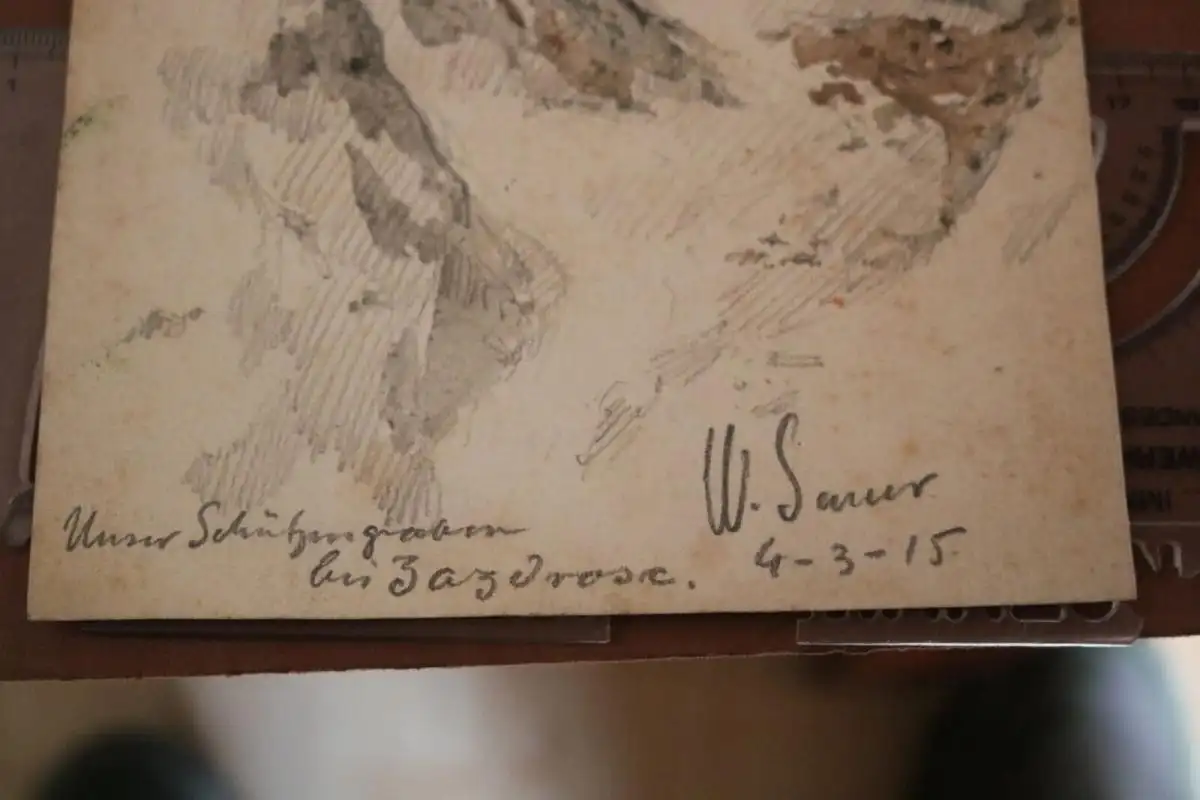 Unser Schützengraben
bei Zazdrosc.
W. Sauer
4-3-15